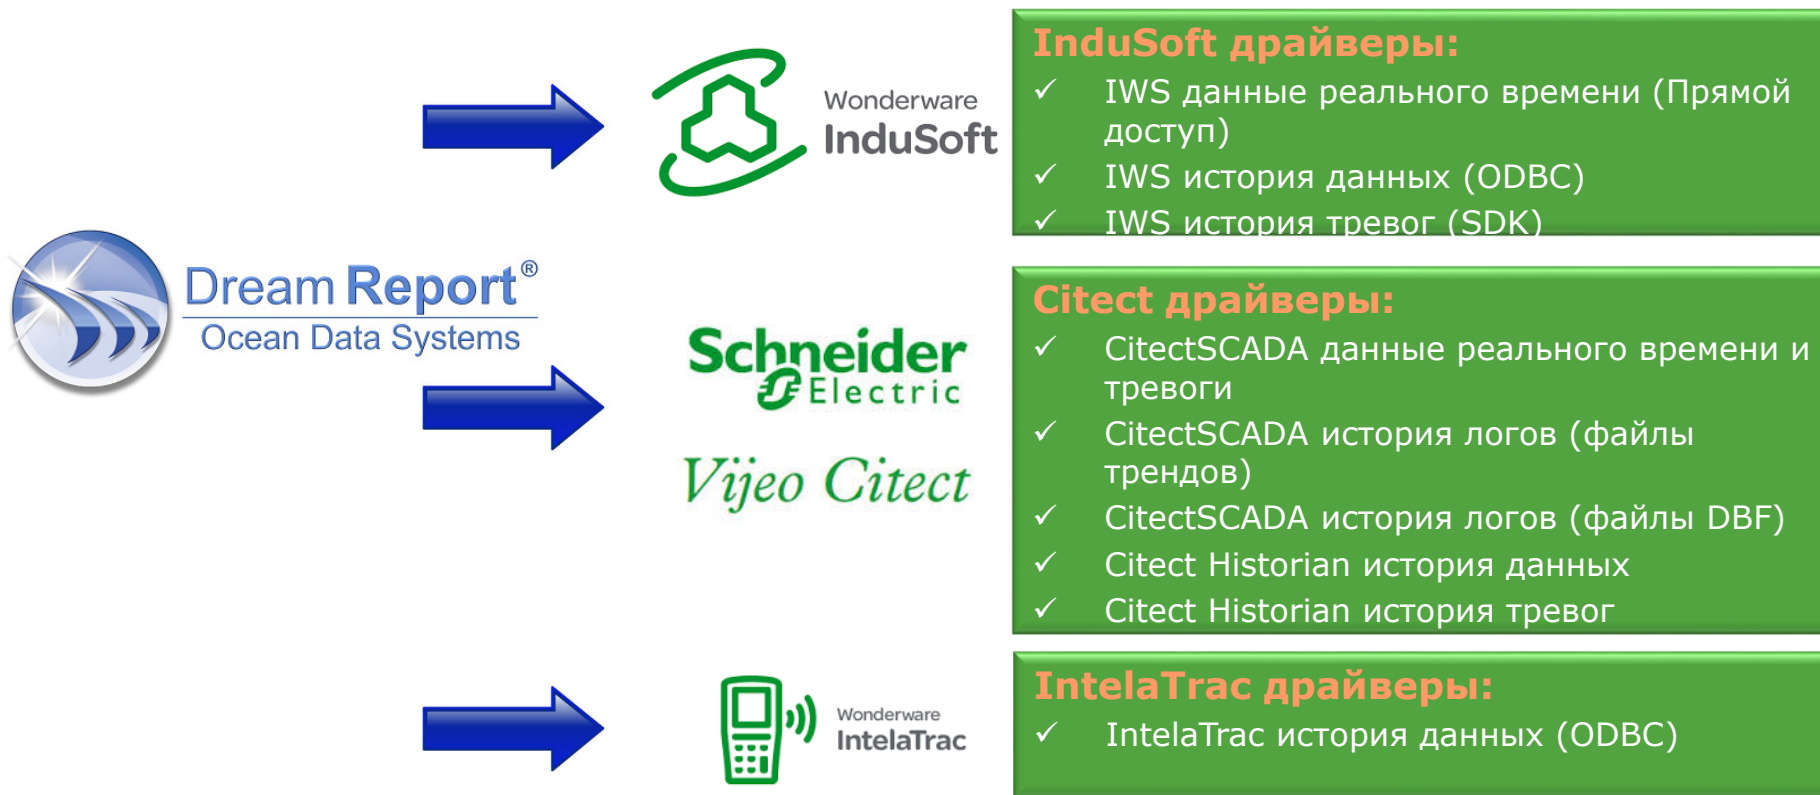 Dream Report®
Ocean Data Systems
Wonderware
InduSoft
InduSoft драйверы:
✓ IWS данные реального времени (Прямой
доступ)
✓ IWS история данных (ODBC)
✓ IWS история тревог (SDK)
Schneider
Electric
Vijeo Citect
Citect драйверы:
✓ CitectSCADA данные реального времени и
тревоги
✓ CitectSCADA история логов (файлы
трендов)
✓ CitectSCADA история логов (файлы DBF)
✓ Citect Historian история данных
✓ Citect Historian история тревог
Wonderware
IntelaTrac
IntelaTrac драйверы:
✓ IntelaTrac история данных (ODBC)